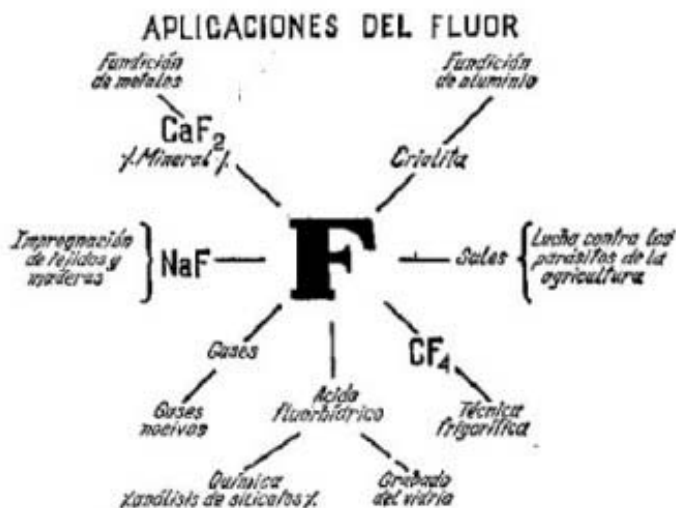 APLICACIONES DEL FLUOR
Fundición
de metales
CaF₂
/.Mineral/.
Fundición
de aluminio
Criolita
Impregnación
de tejidos y
maderas
NaF
F
Sales
Lucha contra los
parásitos de la
agricultura
Gases
Gases
nocivos
Acido
fluorhídrico
CF₄
Técnica
frigorífica
Química
/.análisis de silicatos/.
Grabado
del vidrio